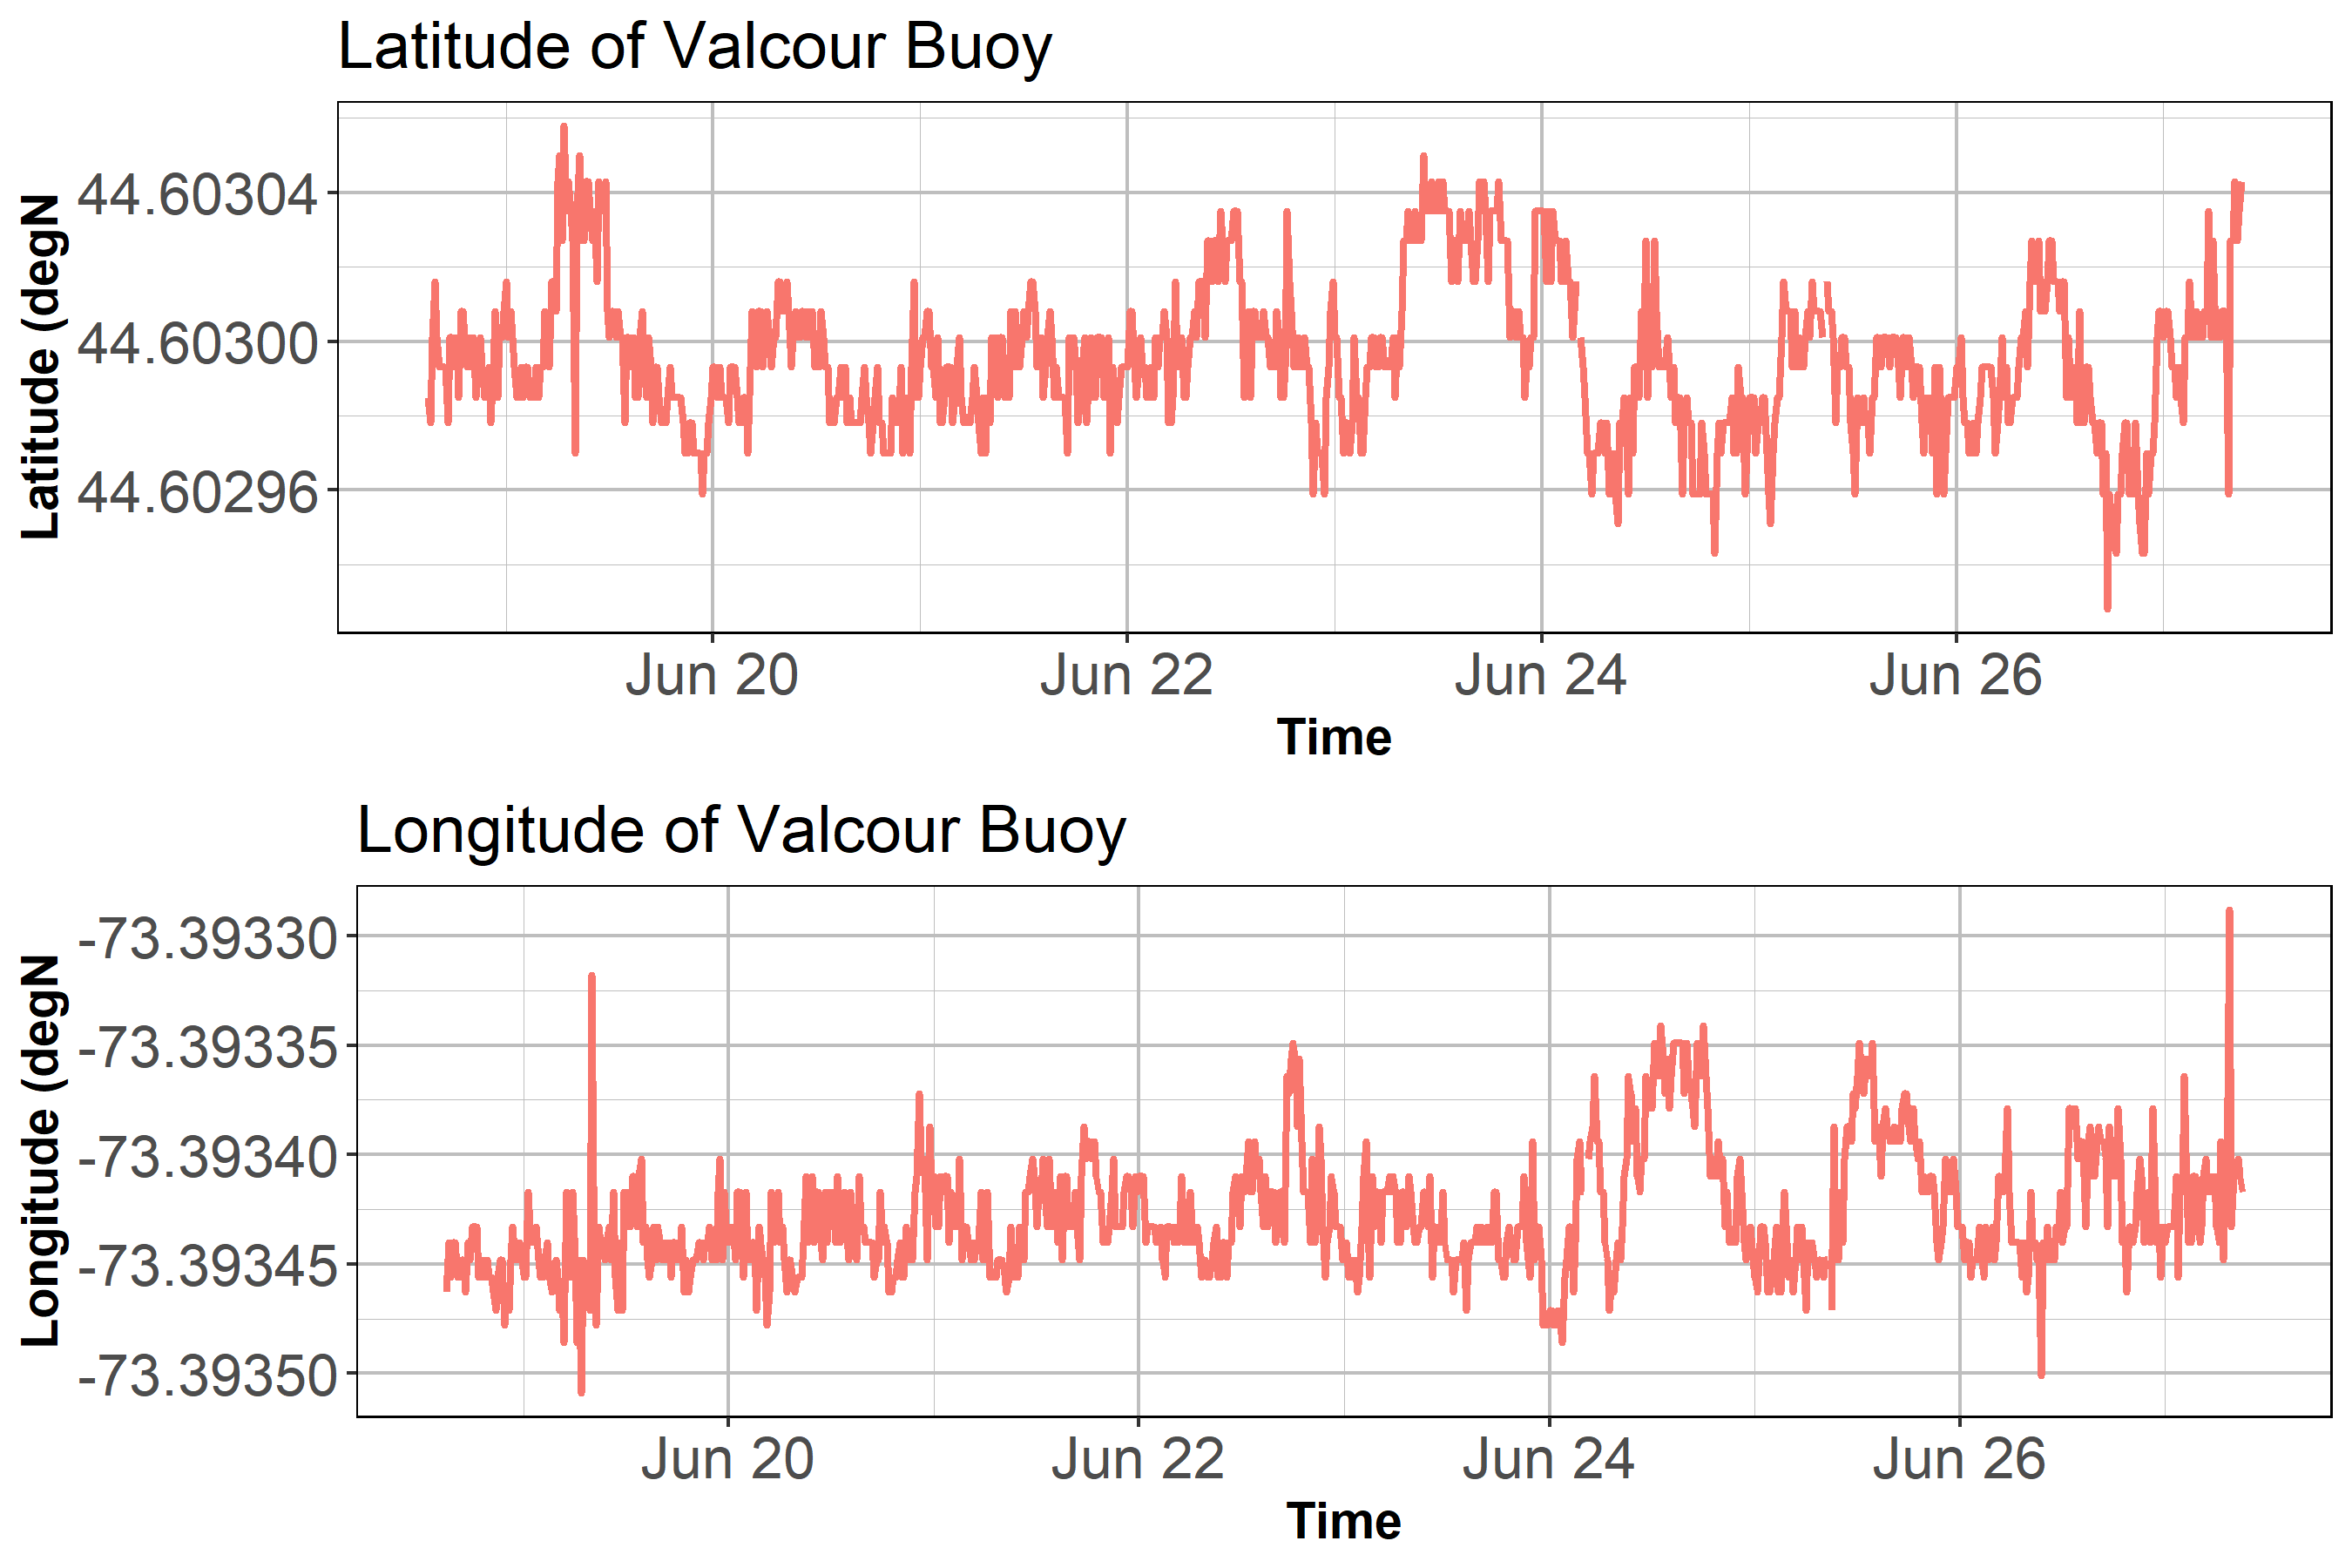 Latitude of Valcour Buoy
Latitude (degN
44.60304
44.60300
44.60296
Jun 20 Jun 22 Jun 24 Jun 26
Time
Longitude of Valcour Buoy
Longitude (degN
-73.39330
-73.39335
-73.39340
-73.39345
-73.39350
Jun 20 Jun 22 Jun 24 Jun 26
Time